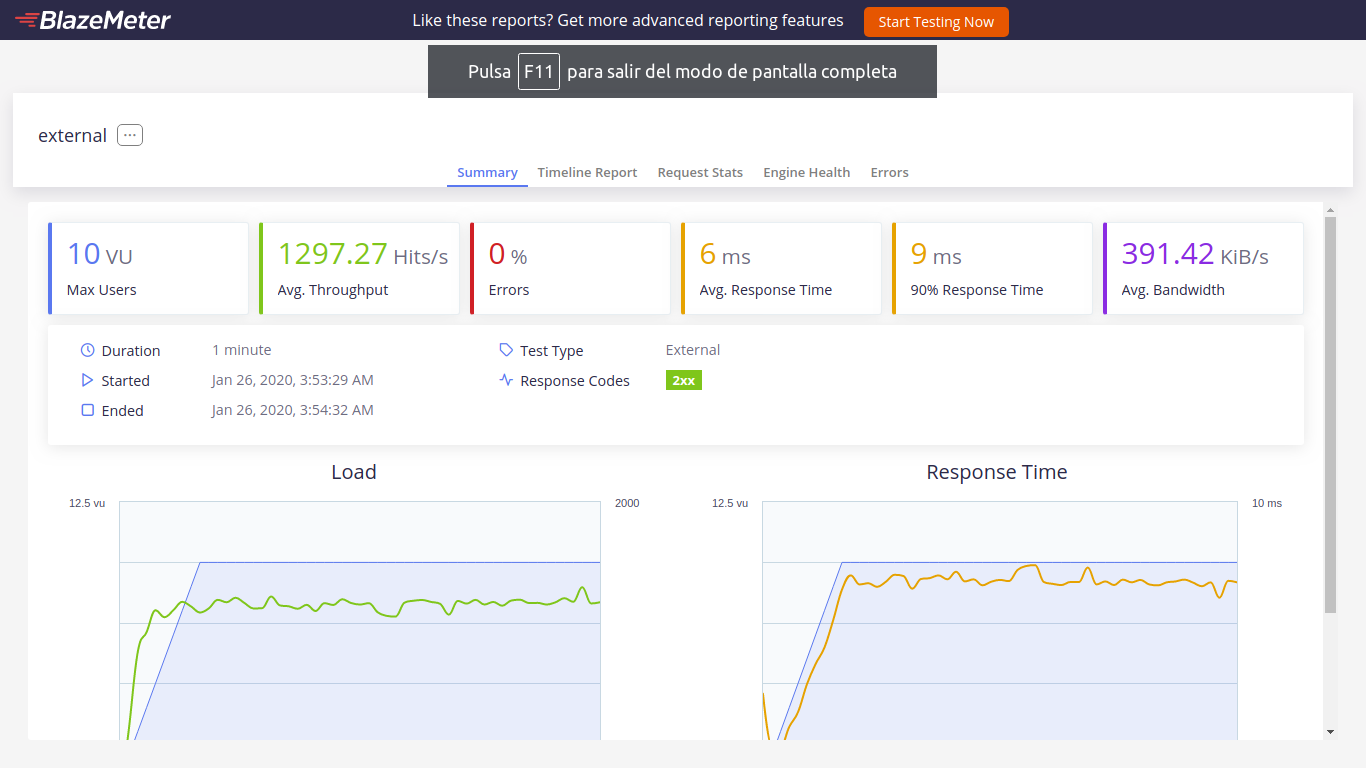 BlazeMeter
Like these reports? Get more advanced reporting features
Start Testing Now
Pulsa F11 para salir del modo de pantalla completa
external ...
Summary Timeline Report Request Stats Engine Health Errors
10 VU
Max Users
1297.27 Hits/s
Avg. Throughput
0 %
Errors
6 ms
Avg. Response Time
9 ms
90% Response Time
391.42 KiB/s
Avg. Bandwidth
Duration 1 minute
Started Jan 26, 2020, 3:53:29 AM
Ended Jan 26, 2020, 3:54:32 AM
Test Type External
Response Codes 2xx
Load
12.5 vu 2000
Response Time
12.5 vu 10 ms